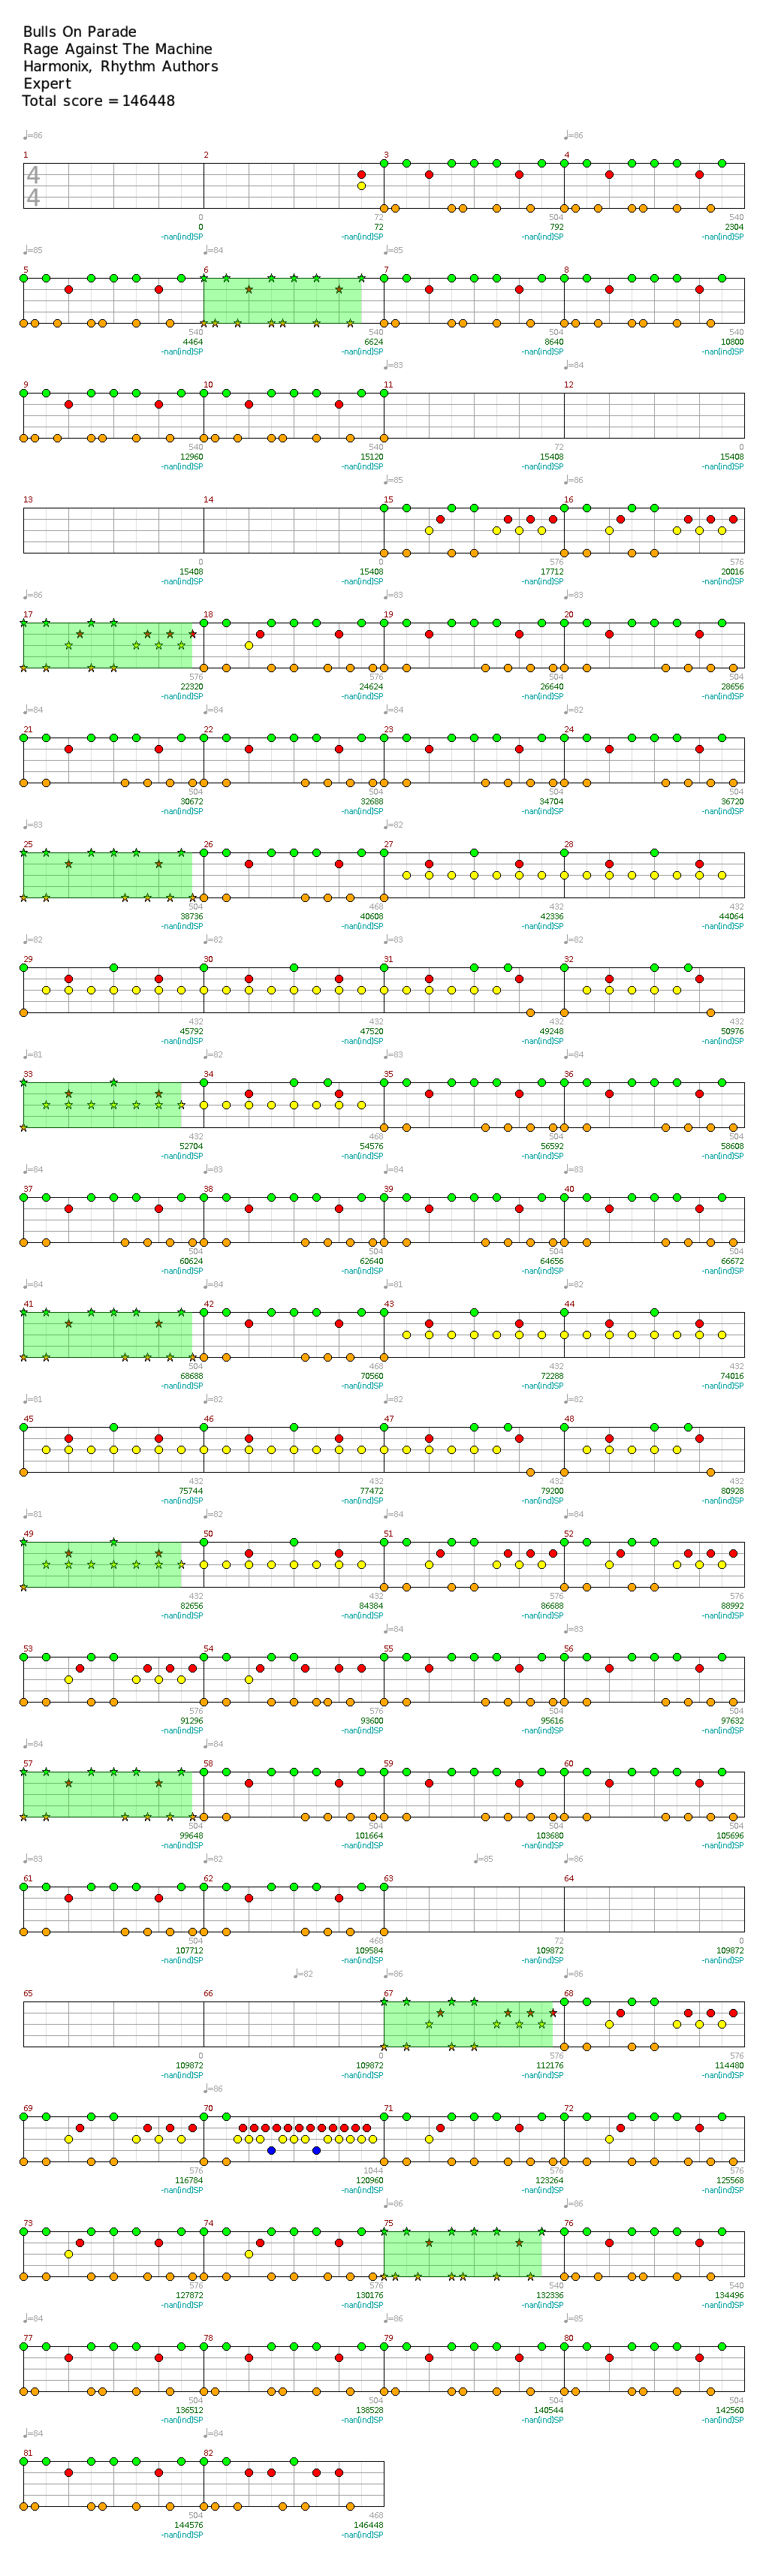 Bulls On Parade
Rage Against The Machine
Harmonix, Rhythm Authors
Expert
Total score = 146448
♩=86 ♩=86
1 2 3 4
4
4
0 72 504 540
0 72 792 2304
-nan(ind)SP -nan(ind)SP -nan(ind)SP -nan(ind)SP
♩=85 ♩=84 ♩=85
5 6 7 8
540 540 504 540
4464 6624 8640 10800
-nan(ind)SP -nan(ind)SP -nan(ind)SP -nan(ind)SP
♩=83 ♩=84
9 10 11 12
540 540 72 0
12960 15120 15408 15408
-nan(ind)SP -nan(ind)SP -nan(ind)SP -nan(ind)SP
♩=85 ♩=86
13 14 15 16
0 0 576 576
15408 15408 17712 20016
-nan(ind)SP -nan(ind)SP -nan(ind)SP -nan(ind)SP
♩=86 ♩=83 ♩=83
17 18 19 20
576 576 504 504
22320 24624 26640 28656
-nan(ind)SP -nan(ind)SP -nan(ind)SP -nan(ind)SP
♩=84 ♩=84 ♩=84 ♩=82
21 22 23 24
504 504 504 504
30672 32688 34704 36720
-nan(ind)SP -nan(ind)SP -nan(ind)SP -nan(ind)SP
♩=83 ♩=82
25 26 27 28
504 468 432 432
38736 40608 42336 44064
-nan(ind)SP -nan(ind)SP -nan(ind)SP -nan(ind)SP
♩=82 ♩=82 ♩=83 ♩=82
29 30 31 32
432 432 432 432
45792 47520 49248 50976
-nan(ind)SP -nan(ind)SP -nan(ind)SP -nan(ind)SP
♩=81 ♩=82 ♩=83 ♩=84
33 34 35 36
432 468 504 504
52704 54576 56592 58608
-nan(ind)SP -nan(ind)SP -nan(ind)SP -nan(ind)SP
♩=84 ♩=83 ♩=84 ♩=83
37 38 39 40
504 504 504 504
60624 62640 64656 66672
-nan(ind)SP -nan(ind)SP -nan(ind)SP -nan(ind)SP
♩=84 ♩=84 ♩=81 ♩=82
41 42 43 44
504 468 432 432
68688 70560 72288 74016
-nan(ind)SP -nan(ind)SP -nan(ind)SP -nan(ind)SP
♩=81 ♩=82 ♩=82 ♩=82
45 46 47 48
432 432 432 432
75744 77472 79200 80928
-nan(ind)SP -nan(ind)SP -nan(ind)SP -nan(ind)SP
♩=81 ♩=82 ♩=84 ♩=84
49 50 51 52
432 432 576 576
82656 84384 86688 88992
-nan(ind)SP -nan(ind)SP -nan(ind)SP -nan(ind)SP
♩=84 ♩=83
53 54 55 56
576 576 504 504
91296 93600 95616 97632
-nan(ind)SP -nan(ind)SP -nan(ind)SP -nan(ind)SP
♩=84 ♩=84
57 58 59 60
504 504 504 504
99648 101664 103680 105696
-nan(ind)SP -nan(ind)SP -nan(ind)SP -nan(ind)SP
♩=83 ♩=82 ♩=85 ♩=86
61 62 63 64
504 468 72 0
107712 109584 109872 109872
-nan(ind)SP -nan(ind)SP -nan(ind)SP -nan(ind)SP
♩=82 ♩=86 ♩=86
65 66 67 68
0 0 576 576
109872 109872 112176 114480
-nan(ind)SP -nan(ind)SP -nan(ind)SP -nan(ind)SP
♩=86
69 70 71 72
576 1044 576 576
116784 120960 123264 125568
-nan(ind)SP -nan(ind)SP -nan(ind)SP -nan(ind)SP
♩=86 ♩=86
73 74 75 76
576 576 540 540
127872 130176 132336 134496
-nan(ind)SP -nan(ind)SP -nan(ind)SP -nan(ind)SP
♩=84 ♩=86 ♩=85
77 78 79 80
504 504 504 504
136512 138528 140544 142560
-nan(ind)SP -nan(ind)SP -nan(ind)SP -nan(ind)SP
♩=84 ♩=84
81 82
504 468
144576 146448
-nan(ind)SP -nan(ind)SP